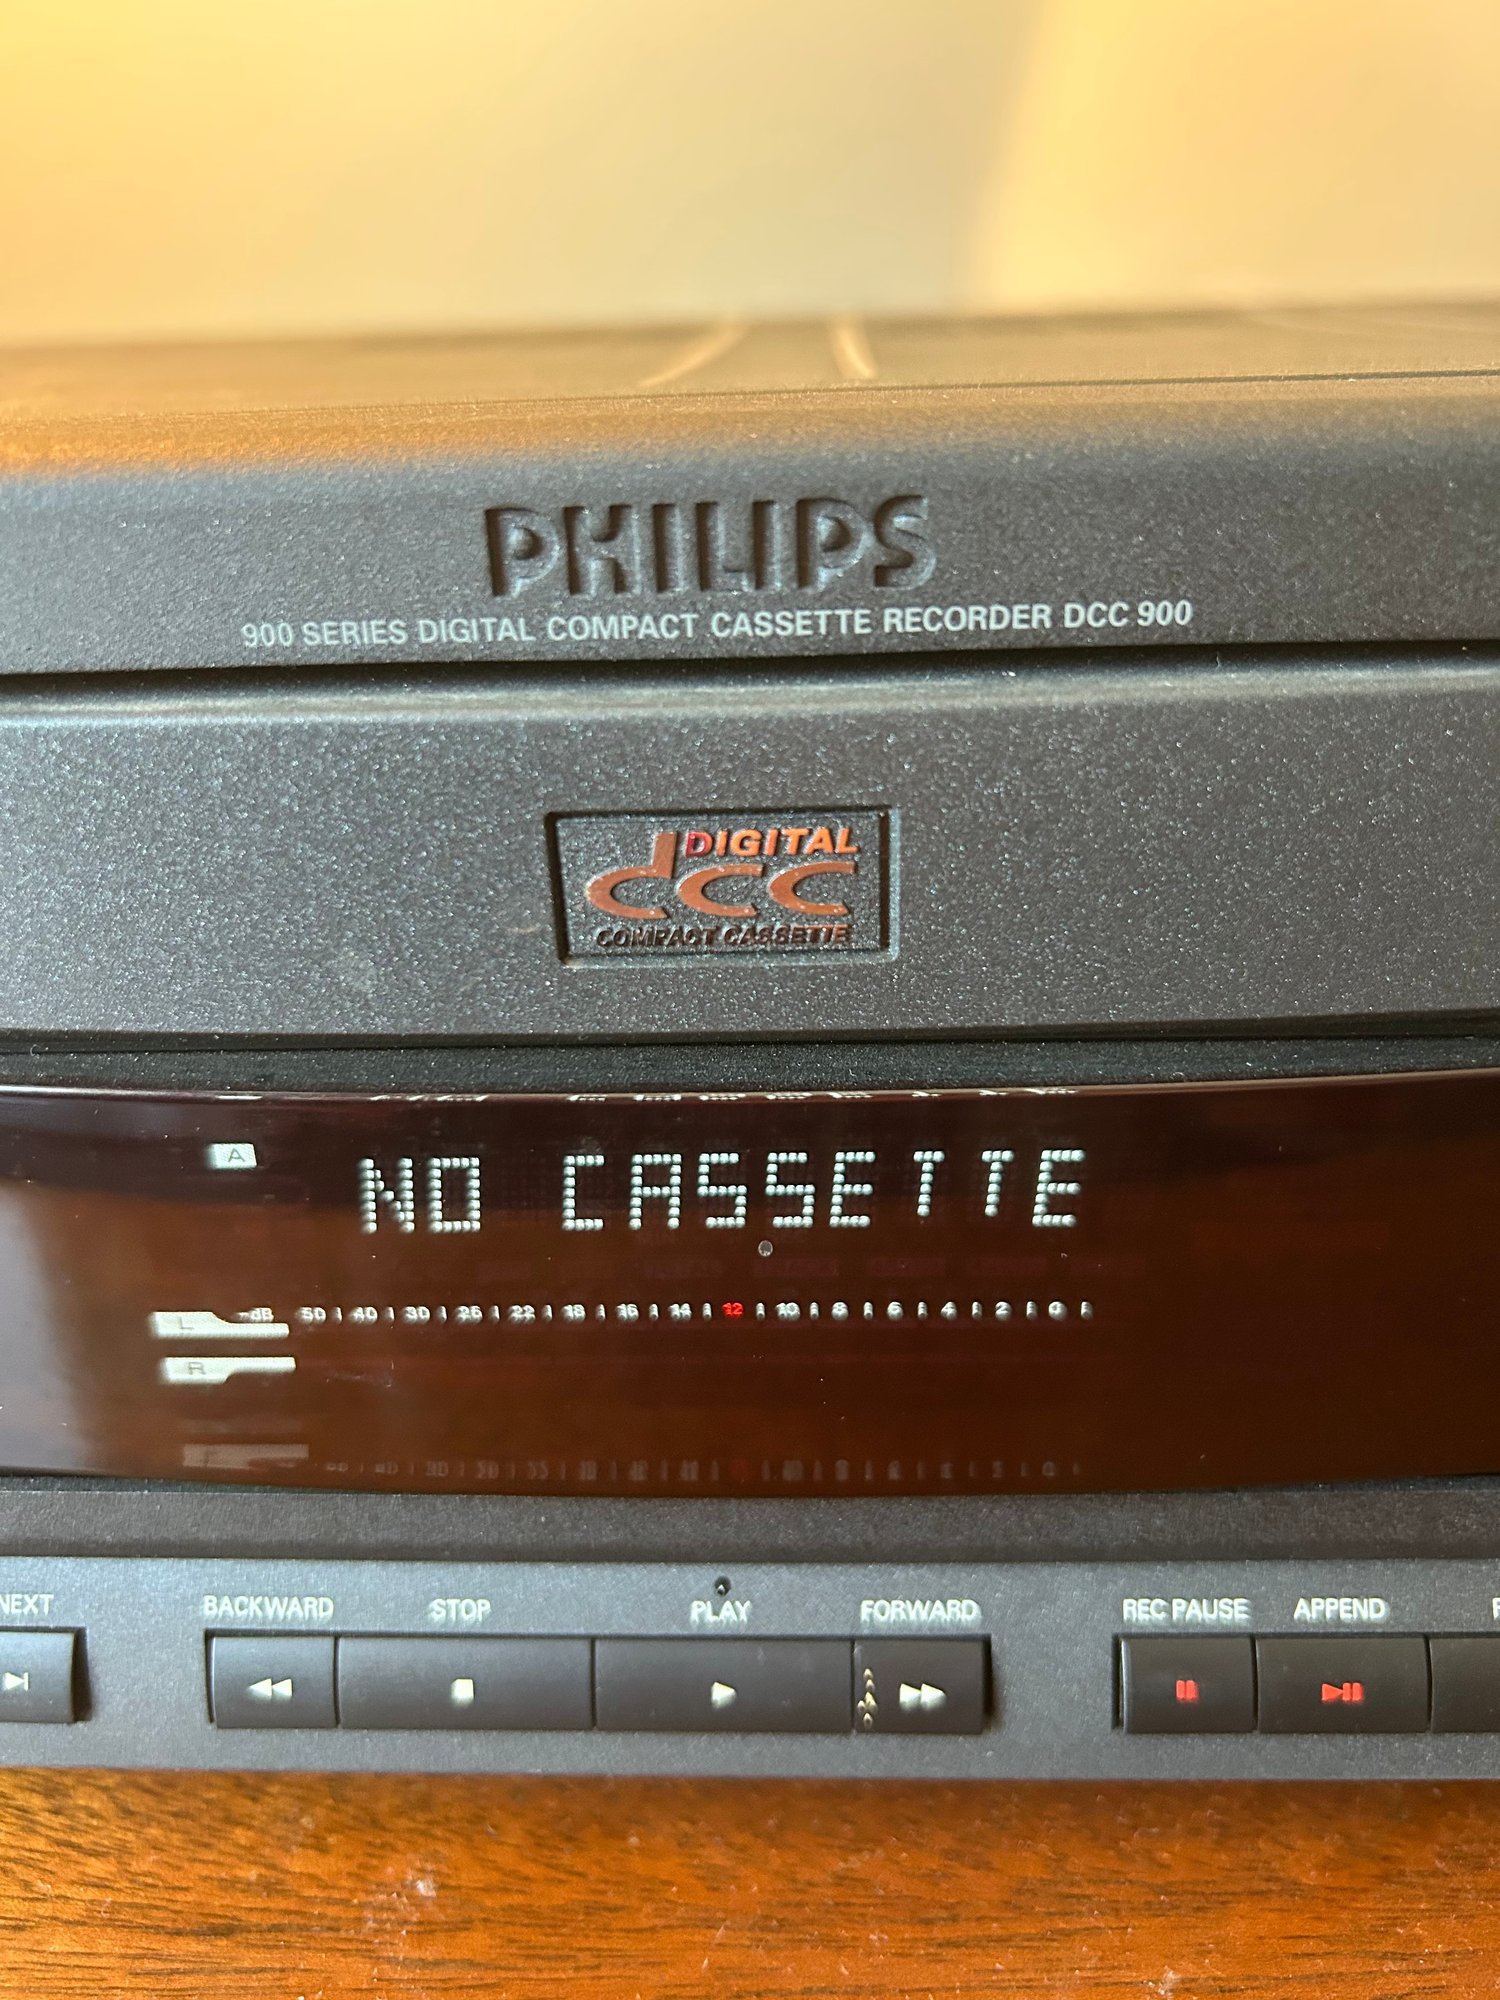 PHILIPS
900 SERIES DIGITAL COMPACT CASSETTE RECORDER DCC 900
DIGITAL
dcc
COMPACT CASSETTE
A
NO CASSETTE
L -dB 50 40 30 26 22 18 16 14 12 10 8 6 4 2 0
R
NEXT BACKWARD STOP PLAY FORWARD REC PAUSE APPEND